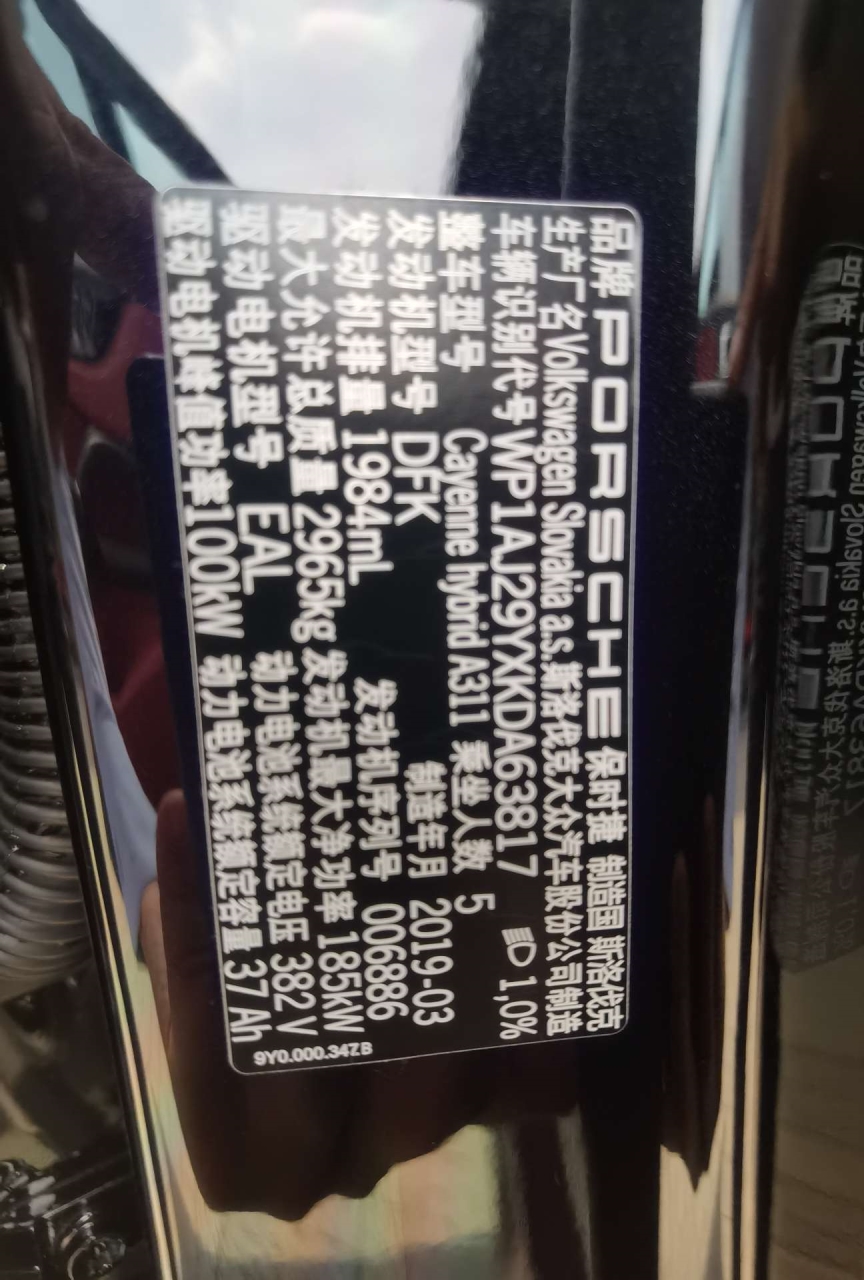 品牌 PORSCHE 保时捷 制造国 斯洛伐克
生产厂名 Volkswagen Slovakia a.s. 斯洛伐克大众汽车股份公司制造
车辆识别代号 WP1AJ29YXKDA63817 1,0%
整车型号 Cayenne hybrid A311 乘坐人数 5
发动机型号 DFK 制造年月 2019-03
发动机排量 1984mL 发动机序列号 006886
最大允许总质量 2965kg 发动机最大净功率 185kW
驱动电机型号 EAL 动力电池系统额定电压 382 V
驱动电机峰值功率 100kW 动力电池系统额定容量 37 Ah
9Y0.000.34ZB